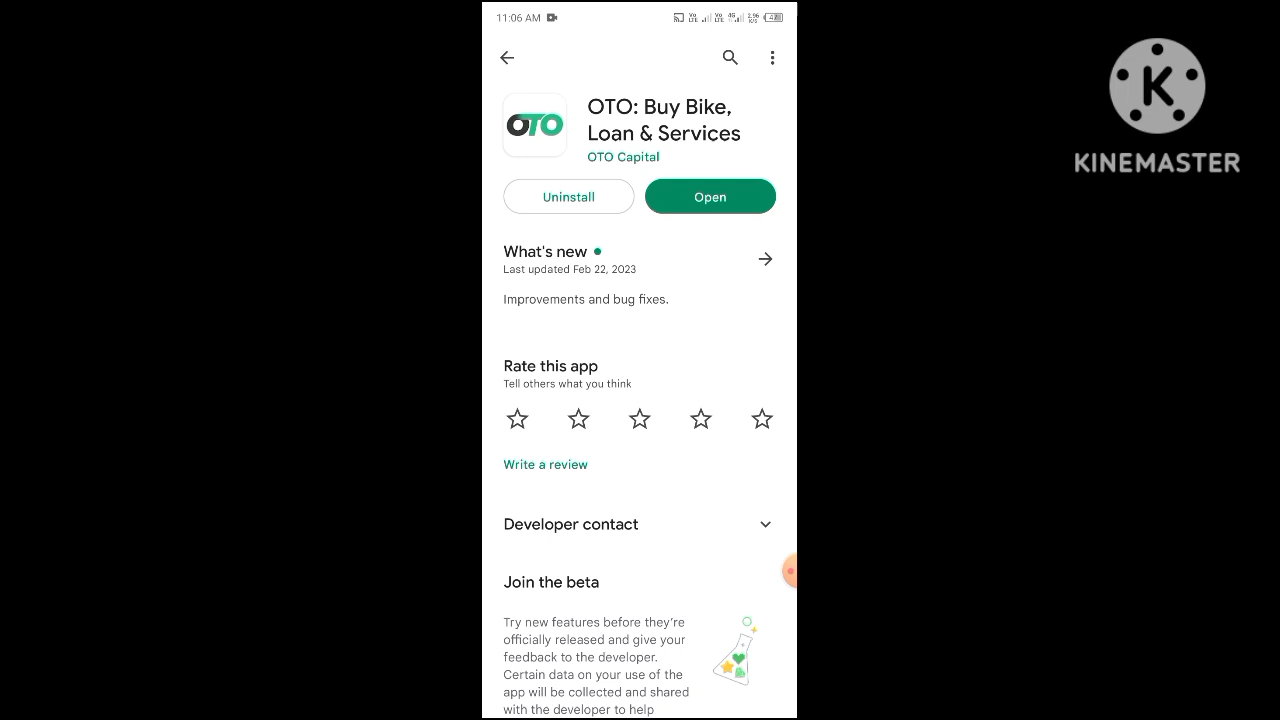 11:06 AM
OTO
OTO: Buy Bike,
Loan & Services
OTO Capital
Uninstall
Open
What's new
Last updated Feb 22, 2023
Improvements and bug fixes.
Rate this app
Tell others what you think
Write a review
Developer contact
Join the beta
Try new features before they're
officially released and give your
feedback to the developer.
Certain data on your use of the
app will be collected and shared
with the developer to help
K
KINEMASTER